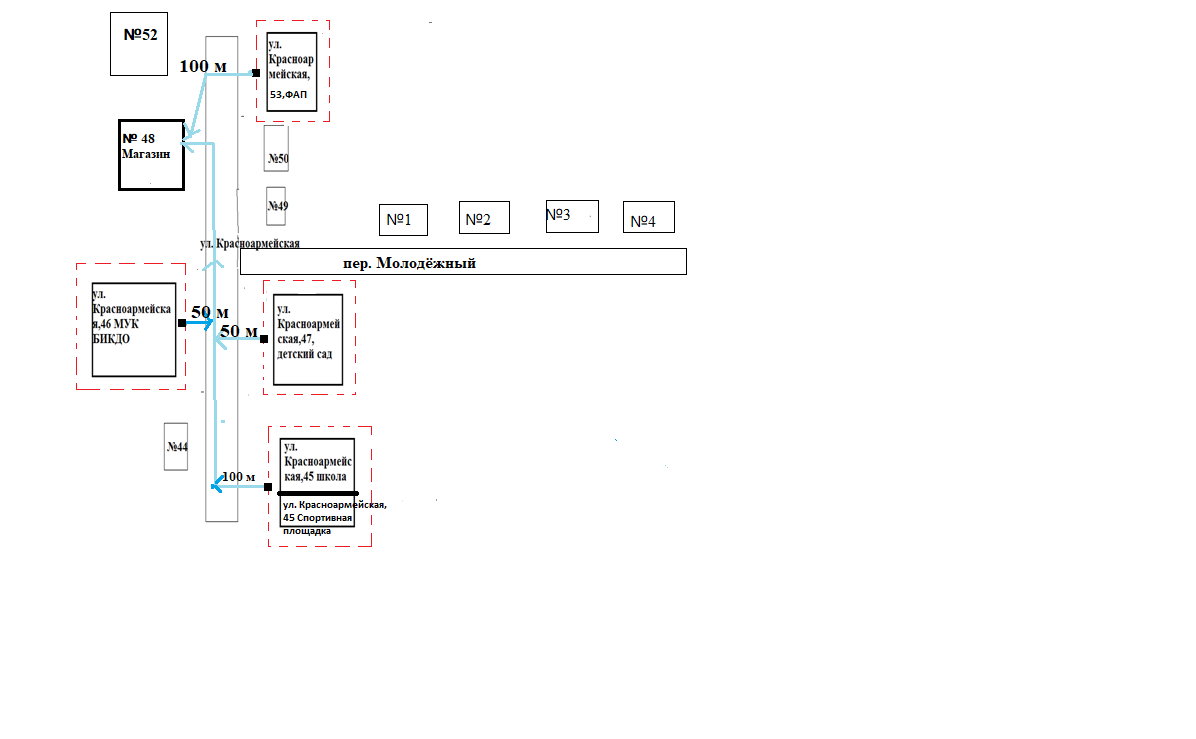 №52
100 м
ул.
Красноар
мейская,
53,ФАП
№ 48
Магазин
№50
№49
№1
№2
№3
№4
ул. Красноармейская
пер. Молодёжный
ул.
Красноармейска
я,46 МУК
БИКДО
50 м
50 м
ул.
Красноармей
ская,47,
детский сад
№44
100 м
ул.
Красноармейс
кая,45 школа
ул. Красноармейская,
45 Спортивная
площадка